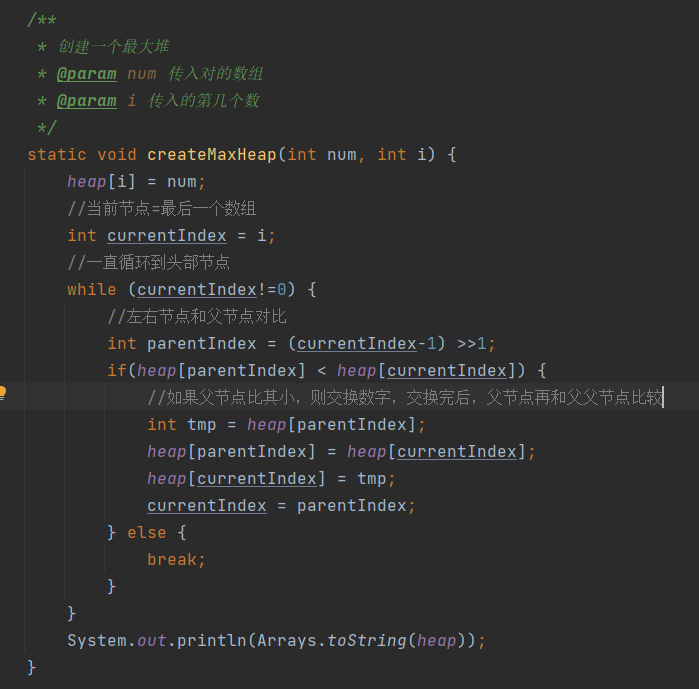 /**
 * 创建一个最大堆
 * @param num 传入对的数组
 * @param i 传入的第几个数
 */
static void createMaxHeap(int num, int i) {
    heap[i] = num;
    //当前节点=最后一个数组
    int currentIndex = i;
    //一直循环到头部节点
    while (currentIndex!=0) {
        //左右节点和父节点对比
        int parentIndex = (currentIndex-1) >>1;
        if(heap[parentIndex] < heap[currentIndex]) {
            //如果父节点比其小，则交换数字，交换完后，父节点再和父父节点比较
            int tmp = heap[parentIndex];
            heap[parentIndex] = heap[currentIndex];
            heap[currentIndex] = tmp;
            currentIndex = parentIndex;
        } else {
            break;
        }
    }
    System.out.println(Arrays.toString(heap));
}